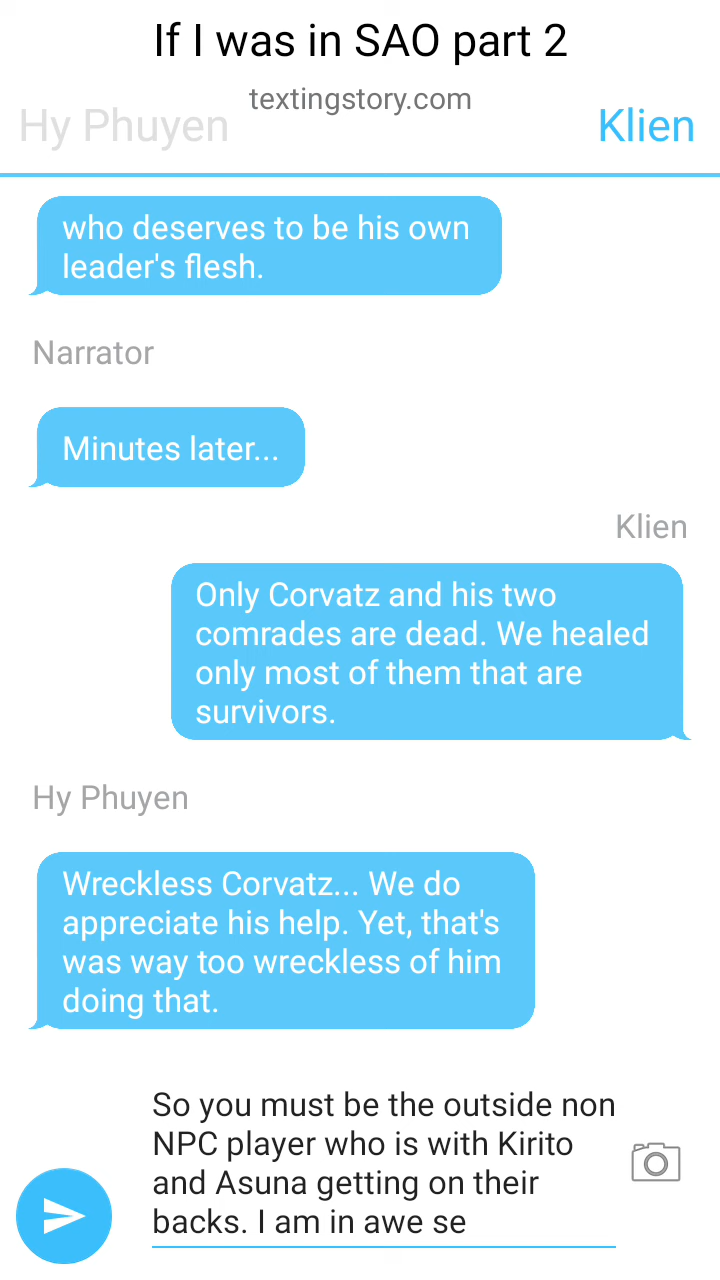 If I was in SAO part 2
textingstory.com
Hy Phuyen
Klien
who deserves to be his own
leader's flesh.
Narrator
Minutes later...
Klien
Only Corvatz and his two
comrades are dead. We healed
only most of them that are
survivors.
Hy Phuyen
Wreckless Corvatz... We do
appreciate his help. Yet, that's
was way too wreckless of him
doing that.
So you must be the outside non
NPC player who is with Kirito
and Asuna getting on their
backs. I am in awe se